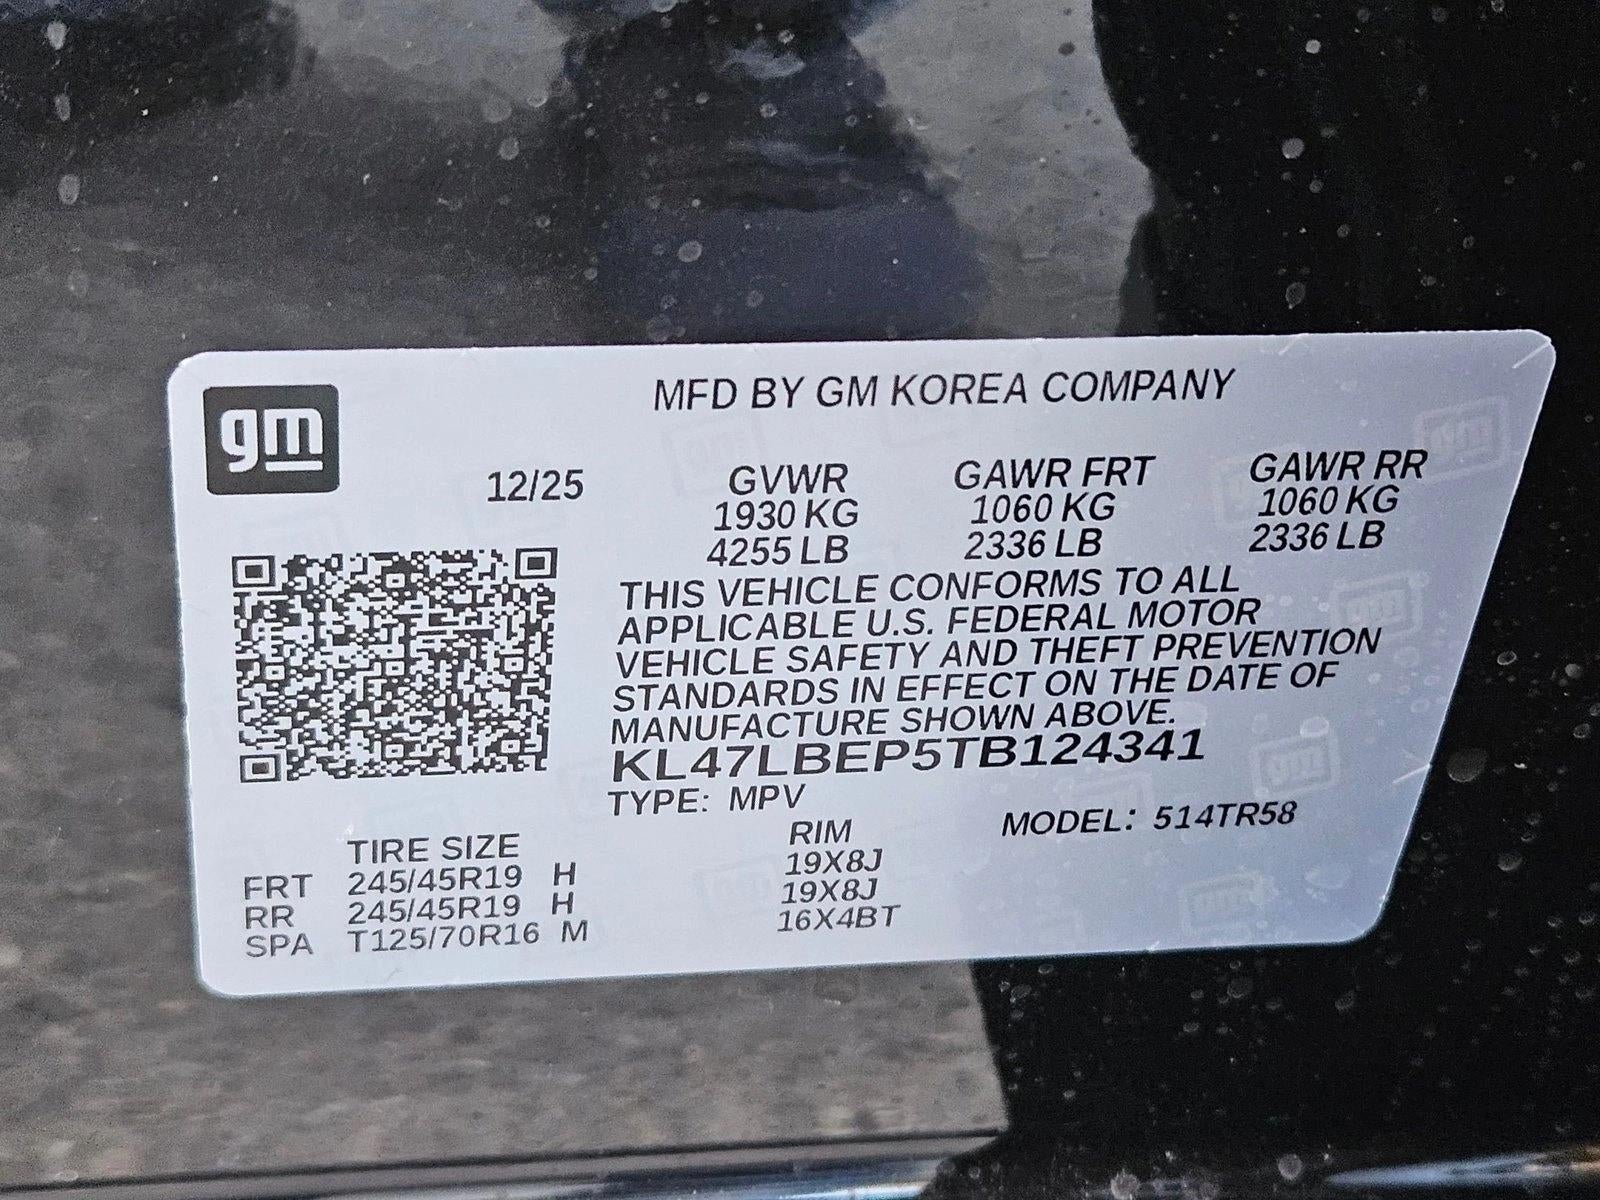 gm
MFD BY GM KOREA COMPANY
12/25 GVWR GAWR FRT GAWR RR
1930 KG 1060 KG 1060 KG
4255 LB 2336 LB 2336 LB
THIS VEHICLE CONFORMS TO ALL
APPLICABLE U.S. FEDERAL MOTOR
VEHICLE SAFETY AND THEFT PREVENTION
STANDARDS IN EFFECT ON THE DATE OF
MANUFACTURE SHOWN ABOVE.
KL47LBEP5TB124341
TYPE: MPV
MODEL: 514TR58
TIRE SIZE RIM
FRT 245/45R19 H 19X8J
RR 245/45R19 H 19X8J
SPA T125/70R16 M 16X4BT